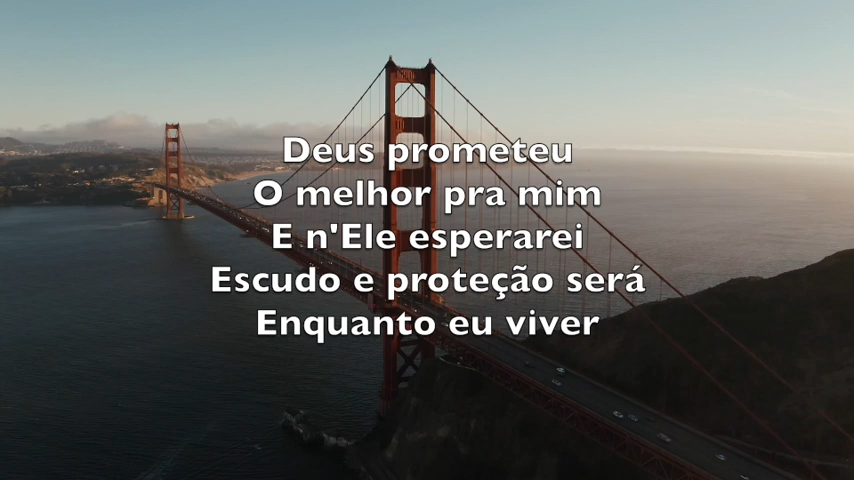 Deus prometeu
O melhor pra mim
E n'Ele esperarei
Escudo e proteção será
Enquanto eu viver